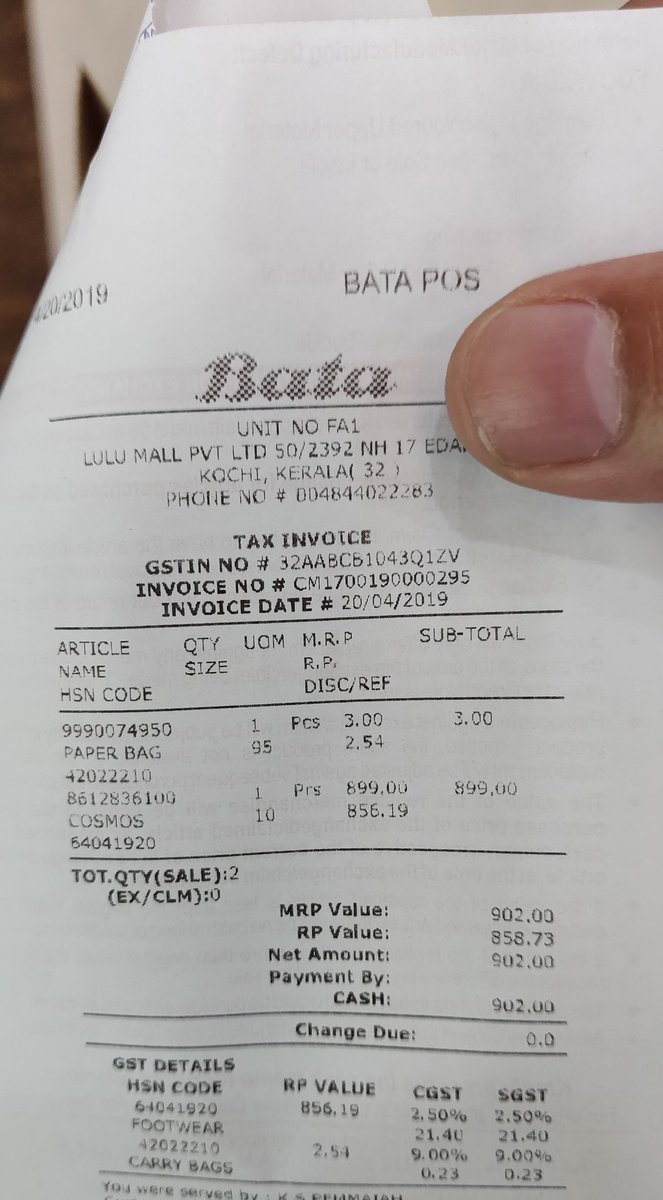 4/20/2019
BATA POS
Bata
UNIT NO FA1
LULU MALL PVT LTD 50/2392 NH 17 EDA
KOCHI, KERALA( 32 )
PHONE NO # 004844022283
TAX INVOICE
GSTIN NO # 32AABCB1043Q1ZV
INVOICE NO # CM1700190000295
INVOICE DATE # 20/04/2019
ARTICLE QTY UOM M.R.P SUB-TOTAL
NAME SIZE R.P.
HSN CODE DISC/REF
9990074950 1 Pcs 3.00 3.00
PAPER BAG 95 2.54
42022210
8612836100 1 Prs 899.00 899.00
COSMOS 10 856.19
64041920
TOT.QTY(SALE):2
(EX/CLM):0
MRP Value: 902.00
RP Value: 858.73
Net Amount: 902.00
Payment By:
CASH: 902.00
Change Due: 0.0
GST DETAILS
HSN CODE RP VALUE CGST SGST
64041920 856.19 2.50% 2.50%
FOOTWEAR 21.40 21.40
42022210 2.54 9.00% 9.00%
CARRY BAGS 0.23 0.23
You were served by : K S